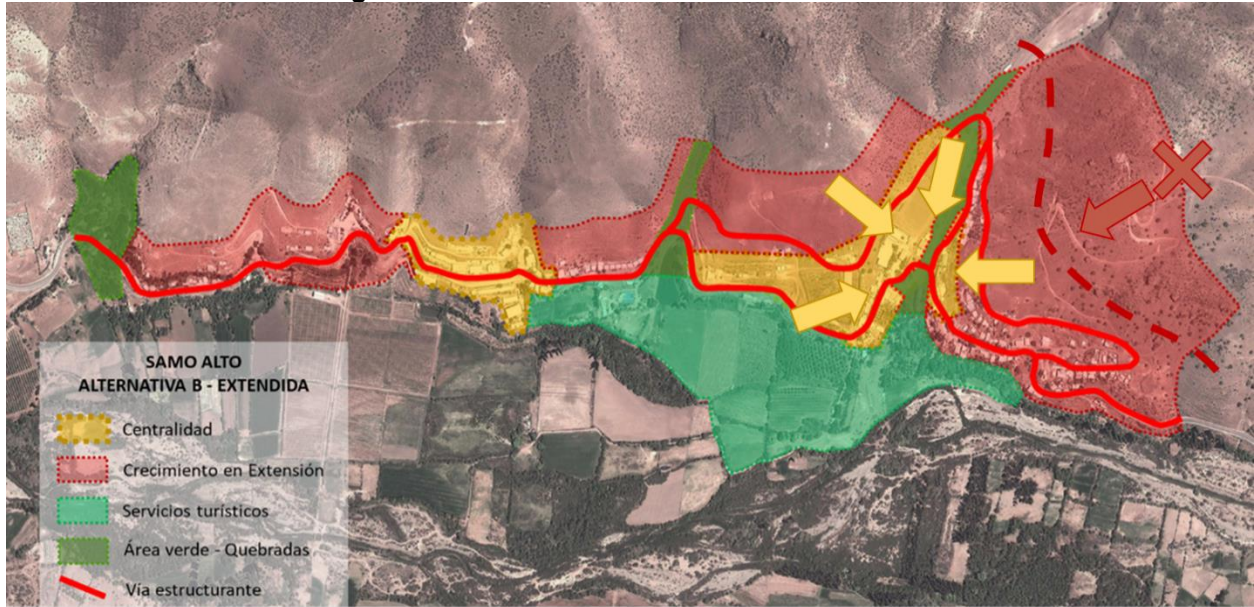 SAMO ALTO
ALTERNATIVA B - EXTENDIDA
Centralidad
Crecimiento en Extensión
Servicios turísticos
Área verde - Quebradas
Vía estructurante